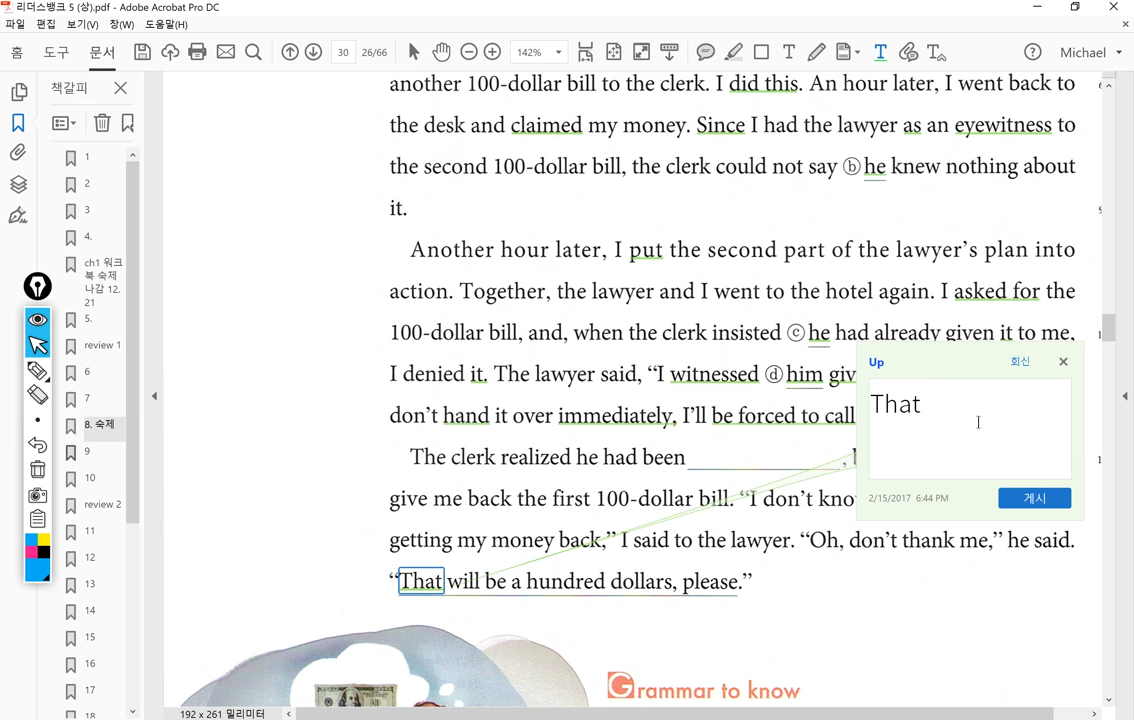 리더스뱅크 5 (상).pdf - Adobe Acrobat Pro DC
파일 편집 보기(V) 창(W) 도움말(H)
홈 도구 문서 30 26/66 142% Michael
책갈피
1
2
3
4.
ch1 워크
북 숙제
나감 12.
21
5.
review 1
6
7
8. 숙제
9
10
review 2
11
12
13
14
15
16
17
18
another 100-dollar bill to the clerk. I did this. An hour later, I went back to
the desk and claimed my money. Since I had the lawyer as an eyewitness to
the second 100-dollar bill, the clerk could not say ⓑ he knew nothing about
it.
Another hour later, I put the second part of the lawyer's plan into
action. Together, the lawyer and I went to the hotel again. I asked for the
100-dollar bill, and, when the clerk insisted ⓒ he had already given it to me,
I denied it. The lawyer said, “I witnessed ⓓ him giv
don't hand it over immediately, I'll be forced to call
The clerk realized he had been ,
give me back the first 100-dollar bill. “I don't kno
getting my money back,” I said to the lawyer. “Oh, don't thank me,” he said.
“That will be a hundred dollars, please.”
Up 회신
That
2/15/2017 6:44 PM 게시
Grammar to know
192 x 261 밀리미터